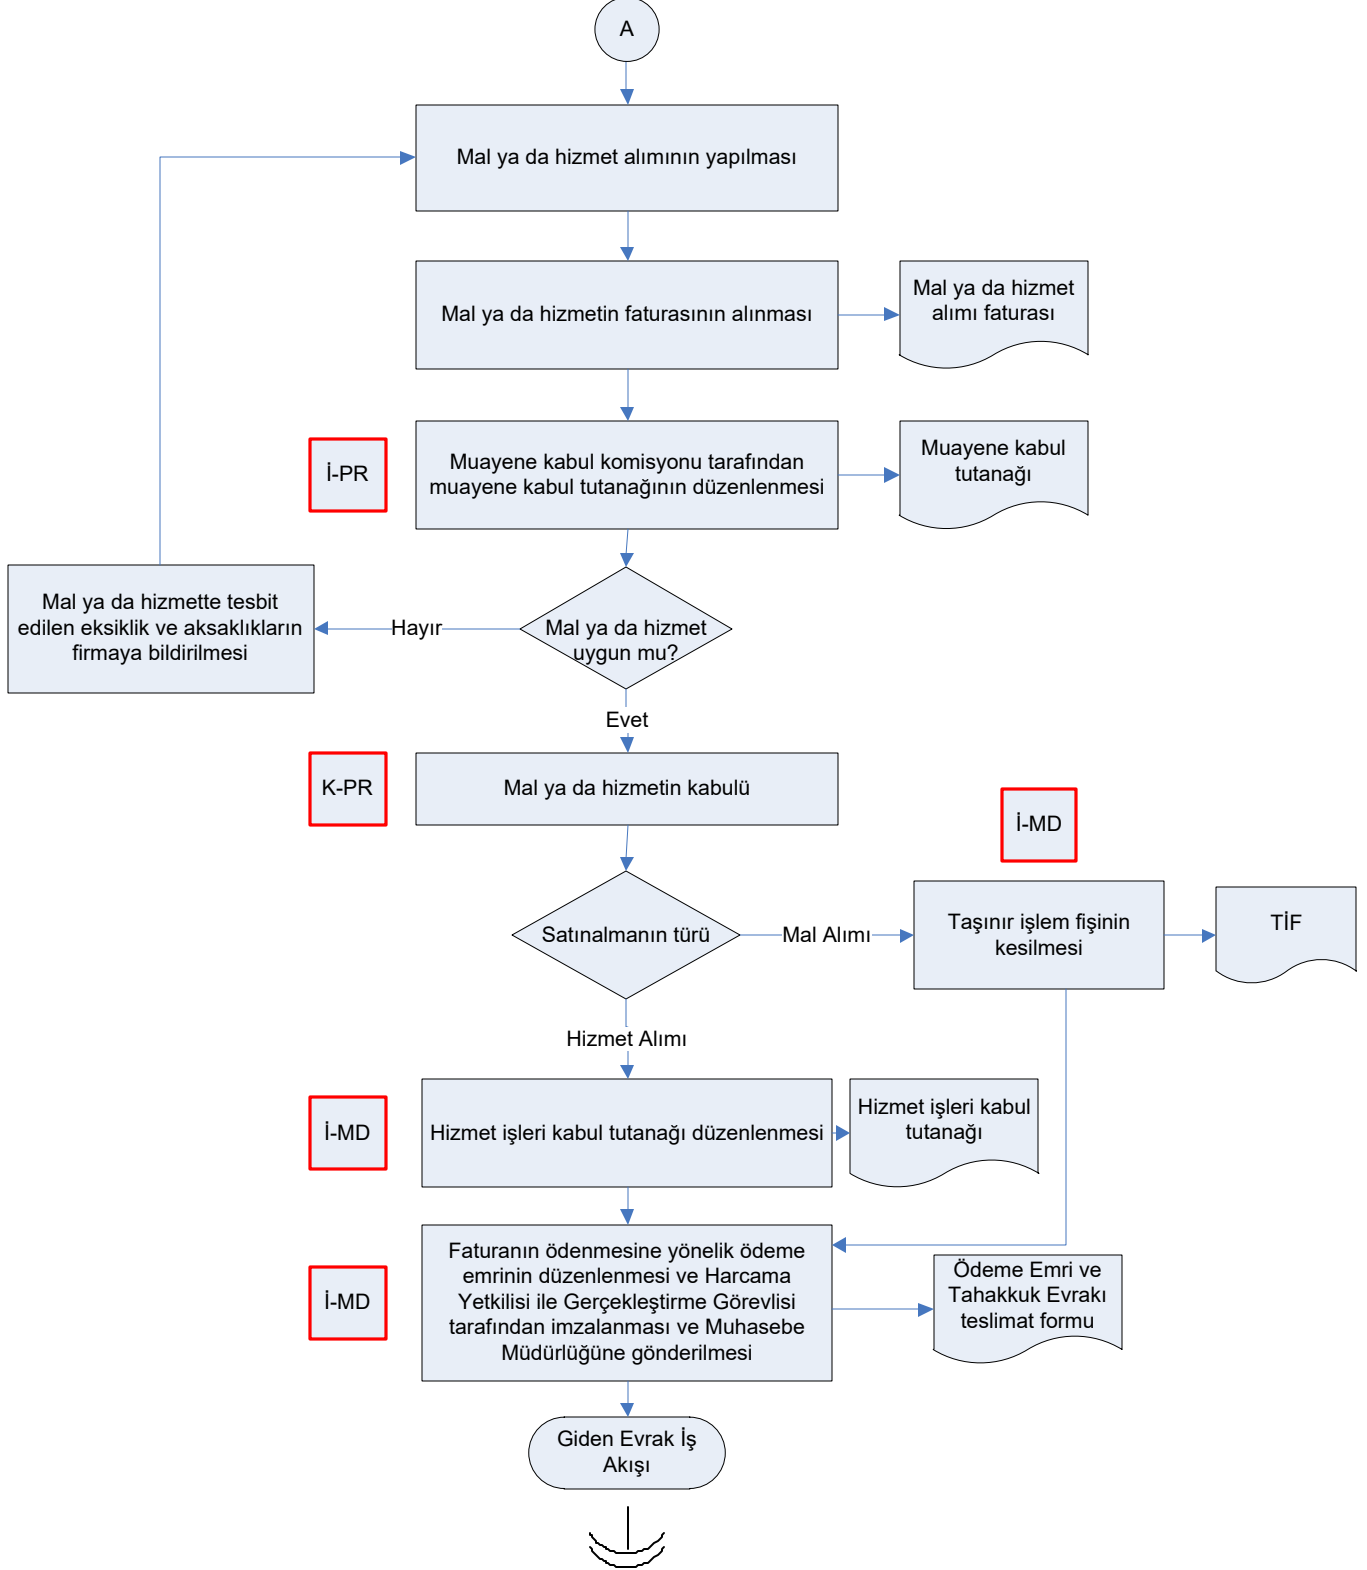 A
Mal ya da hizmet alımının yapılması
Mal ya da hizmetin faturasının alınması
Mal ya da hizmet
alımı faturası
İ-PR
Muayene kabul komisyonu tarafından
muayene kabul tutanağının düzenlenmesi
Muayene kabul
tutanağı
Mal ya da hizmette tesbit
edilen eksiklik ve aksaklıkların
firmaya bildirilmesi
Hayır
Mal ya da hizmet
uygun mu?
Evet
K-PR
Mal ya da hizmetin kabulü
İ-MD
Satınalmanın türü
Mal Alımı
Taşınır işlem fişinin
kesilmesi
TİF
Hizmet Alımı
İ-MD
Hizmet işleri kabul tutanağı düzenlenmesi
Hizmet işleri kabul
tutanağı
İ-MD
Faturanın ödenmesine yönelik ödeme
emrinin düzenlenmesi ve Harcama
Yetkilisi ile Gerçekleştirme Görevlisi
tarafından imzalanması ve Muhasebe
Müdürlüğüne gönderilmesi
Ödeme Emri ve
Tahakkuk Evrakı
teslimat formu
Giden Evrak İş
Akışı